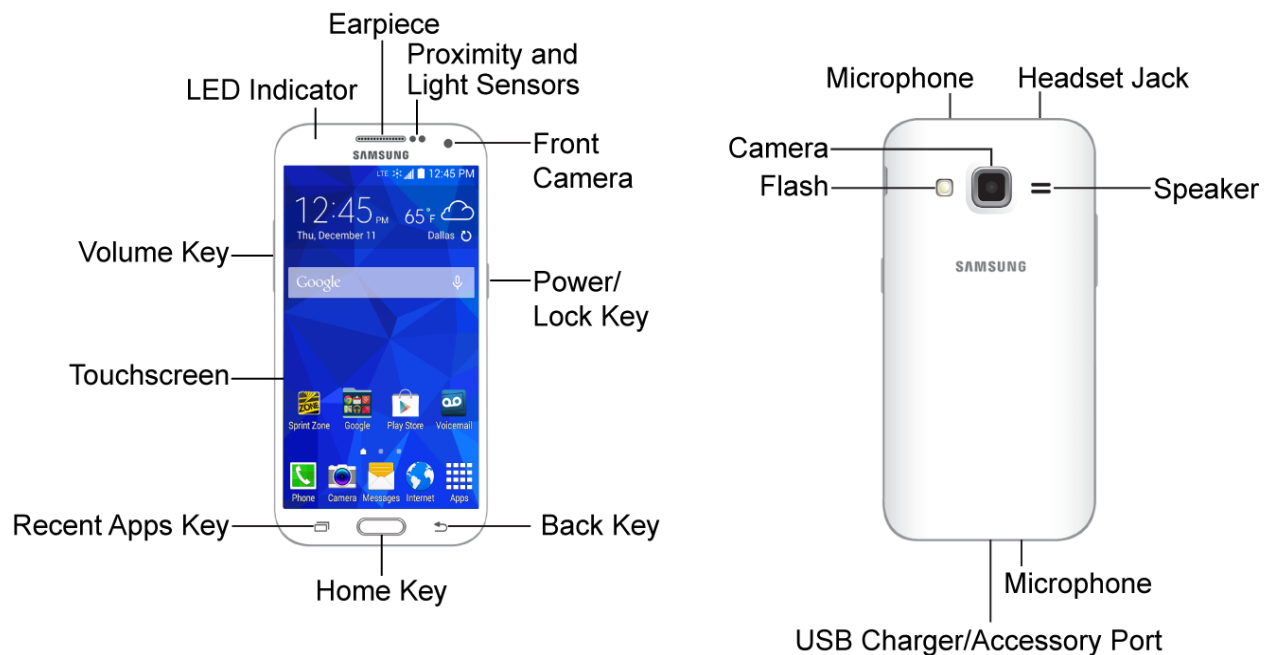 Earpiece
Proximity and
Light Sensors
LED Indicator
Front
Camera
SAMSUNG
LTE 12:45 PM
12:45 PM 65°F
Thu, December 11 Dallas
Volume Key
Google
Power/
Lock Key
Touchscreen
ZONE
Sprint Zone Google Play Store Voicemail
Phone Camera Messages Internet Apps
Recent Apps Key
Back Key
Home Key
Microphone Headset Jack
Camera
Flash
Speaker
SAMSUNG
Microphone
USB Charger/Accessory Port